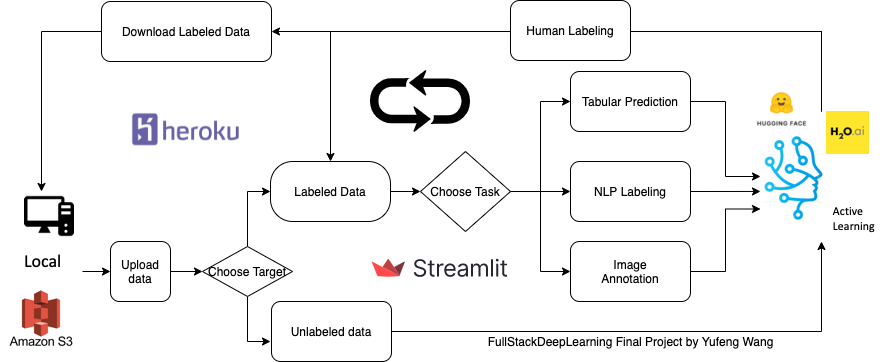 Download Labeled Data
Human Labeling
Tabular Prediction
HUGGING FACE
H2O.ai
heroku
Labeled Data
Choose Task
NLP Labeling
Active
Learning
Local
Upload
data
Choose Target
Streamlit
Image
Annotation
Amazon S3
Unlabeled data
FullStackDeepLearning Final Project by Yufeng Wang